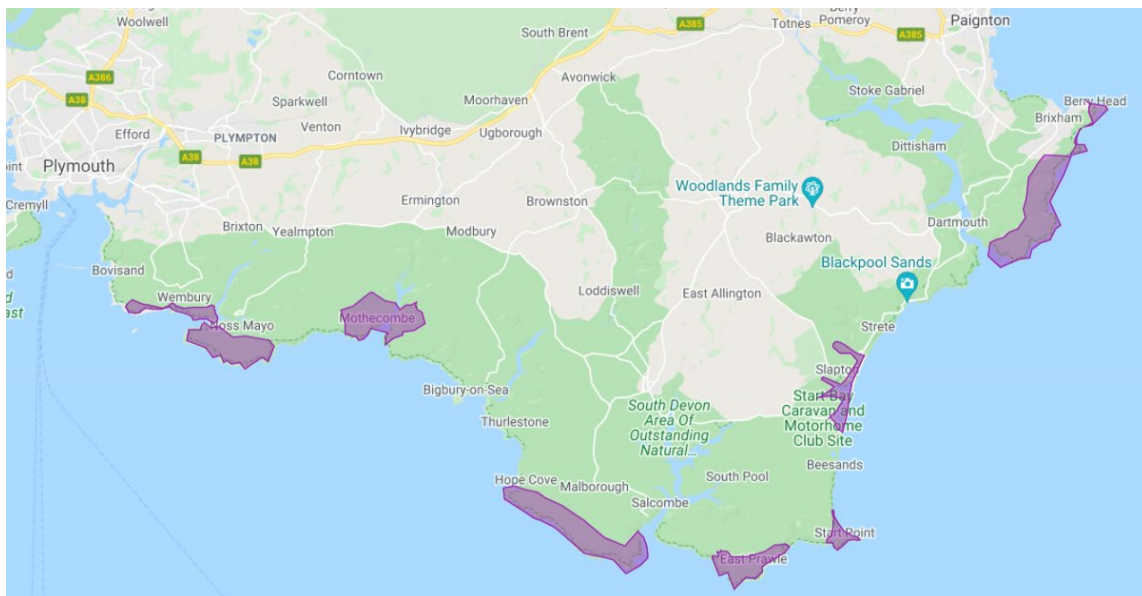 Woolwell
South Brent
Totnes
Berry
Pomeroy
A385
A385
Paignton
A386
A38
Corntown
Avonwick
Stoke Gabriel
Moorhaven
Sparkwell
Berry Head
Brixham
Efford
PLYMPTON
Venton
Ivybridge
Ugborough
A38
A38
Dittisham
oint
Plymouth
Woodlands Family
Theme Park
Cremyll
Ermington
Brownston
Brixton
Yealmpton
Modbury
Dartmouth
Blackawton
d
Bovisand
Blackpool Sands
d
ast
Wembury
Loddiswell
East Allington
Noss Mayo
Mothecombe
Strete
Slapton
Bigbury-on-Sea
Start Bay
Caravan and
Motorhome
Club Site
South Devon
Area Of
Outstanding
Natural...
Thurlestone
Beesands
Hope Cove
Malborough
South Pool
Salcombe
Start Point
East Prawle